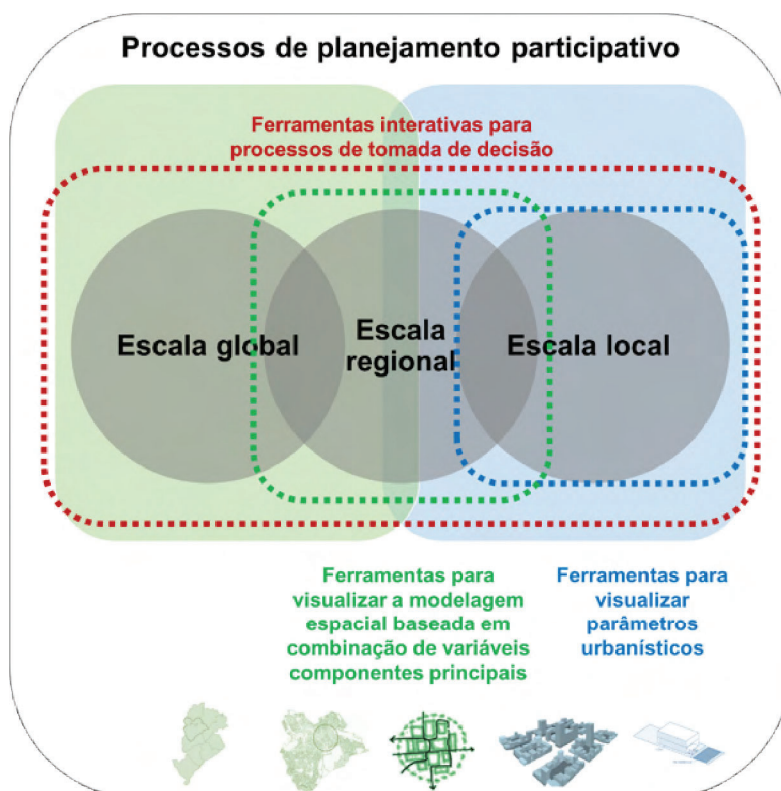 Processos de planejamento participativo
Ferramentas interativas para
processos de tomada de decisão
Escala global
Escala
regional
Escala local
Ferramentas para
visualizar a modelagem
espacial baseada em
combinação de variáveis
componentes principais
Ferramentas para
visualizar
parâmetros
urbanísticos